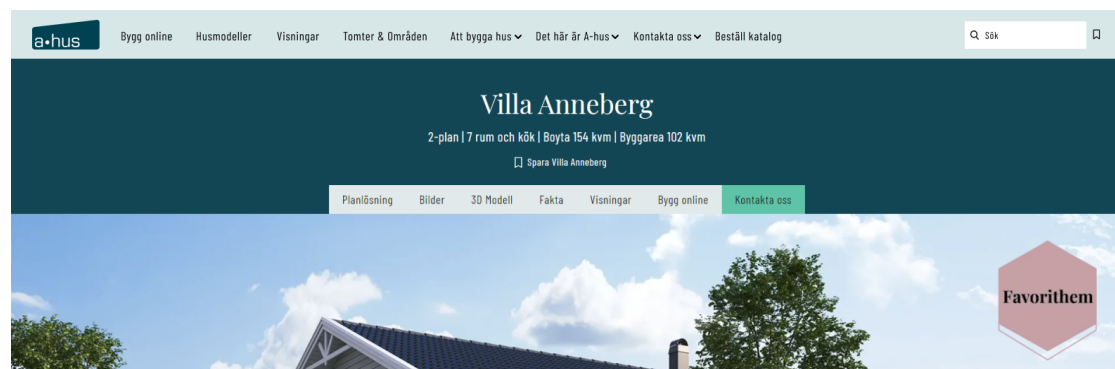 a-hus
Bygg online Husmodeller Visningar Tomter & Områden Att bygga hus Det här är A-hus Kontakta oss Beställ katalog
Sök
Villa Anneberg
2-plan | 7 rum och kök | Boyta 154 kvm | Byggarea 102 kvm
Spara Villa Anneberg
Planlösning Bilder 3D Modell Fakta Visningar Bygg online Kontakta oss
Favorithem